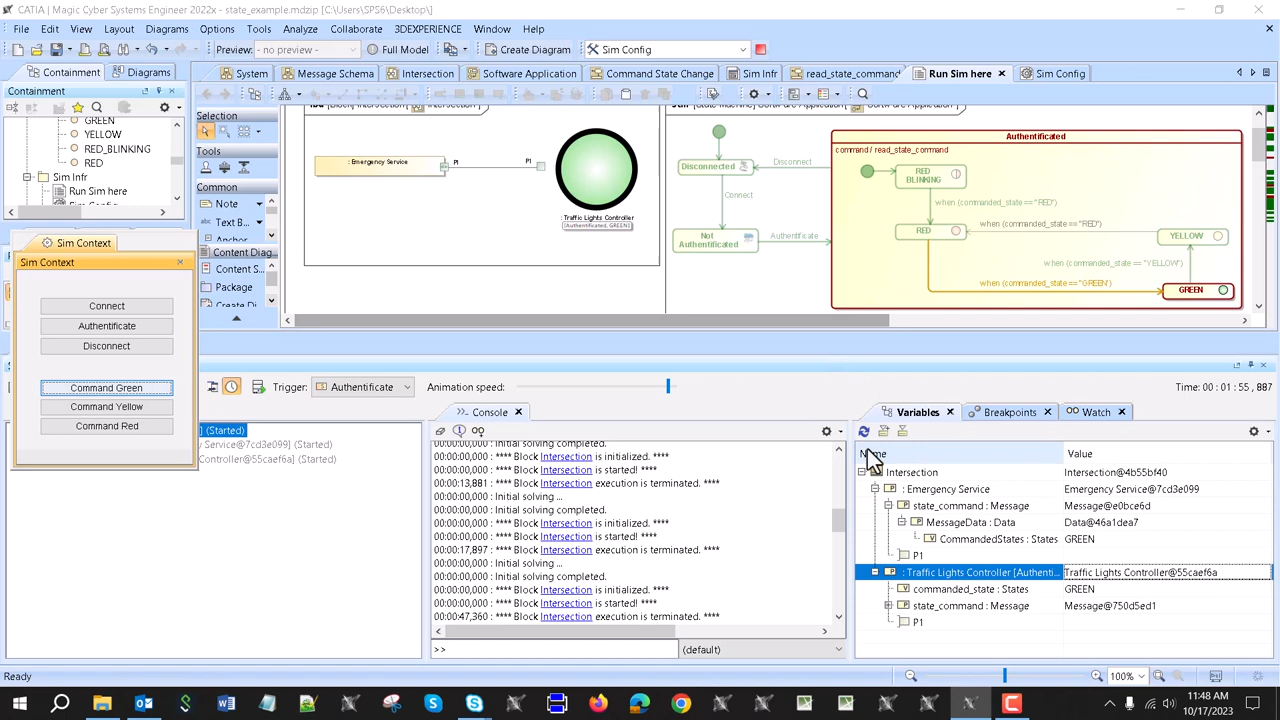 CATIA | Magic Cyber Systems Engineer 2022x - state_example.mdzip [C:\Users\SPS6\Desktop\]
File Edit View Layout Diagrams Options Tools Analyze Collaborate 3DEXPERIENCE Window Help
Preview: - no preview - Full Model Create Diagram Sim Config
Containment Diagrams
System Message Schema Intersection Software Application Command State Change Sim Infr read_state_command Run Sim here Sim Config
Containment
GREEN
YELLOW
RED_BLINKING
RED
Sim Infr
Run Sim here
Selection
Tools
Common
Note
Text B...
Anchor
Content Diag
Content S...
Package
Create Di
: Emergency Service
P1
P1
: Traffic Lights Controller
[Authenticated, GREEN]
Disconnected
Disconnect
Connect
Not
Authentificated
Authentificate
Authentificated
command / read_state_command
RED
BLINKING
when (commanded_state == "RED")
RED
when (commanded_state == "RED")
YELLOW
when (commanded_state == "YELLOW")
when (commanded_state == "GREEN")
GREEN
Sim Context
Sim Context
Connect
Authentificate
Disconnect
Command Green
Command Yellow
Command Red
Trigger: Authentificate Animation speed: Time: 00 : 01 : 55 , 887
(Started)
Service@7cd3e099] (Started)
Controller@55caef6a] (Started)
Console
00:00:00,000 : Initial solving completed.
00:00:00,000 : **** Block Intersection is initialized. ****
00:00:00,000 : **** Block Intersection is started! ****
00:00:13,881 : **** Block Intersection execution is terminated. ****
00:00:00,000 : Initial solving ...
00:00:00,000 : Initial solving completed.
00:00:00,000 : **** Block Intersection is initialized. ****
00:00:00,000 : **** Block Intersection is started! ****
00:00:17,897 : **** Block Intersection execution is terminated. ****
00:00:00,000 : Initial solving ...
00:00:00,000 : Initial solving completed.
00:00:00,000 : **** Block Intersection is initialized. ****
00:00:00,000 : **** Block Intersection is started! ****
00:00:47,360 : **** Block Intersection execution is terminated. ****
>> (default)
Variables Breakpoints Watch
Name Value
Intersection Intersection@4b55bf40
: Emergency Service Emergency Service@7cd3e099
state_command : Message Message@e0bce6d
MessageData : Data Data@46a1dea7
CommandedStates : States GREEN
P1
: Traffic Lights Controller [Authenti... Traffic Lights Controller@55caef6a
commanded_state : States GREEN
state_command : Message Message@750d5ed1
P1
Ready 100%
11:48 AM
10/17/2023